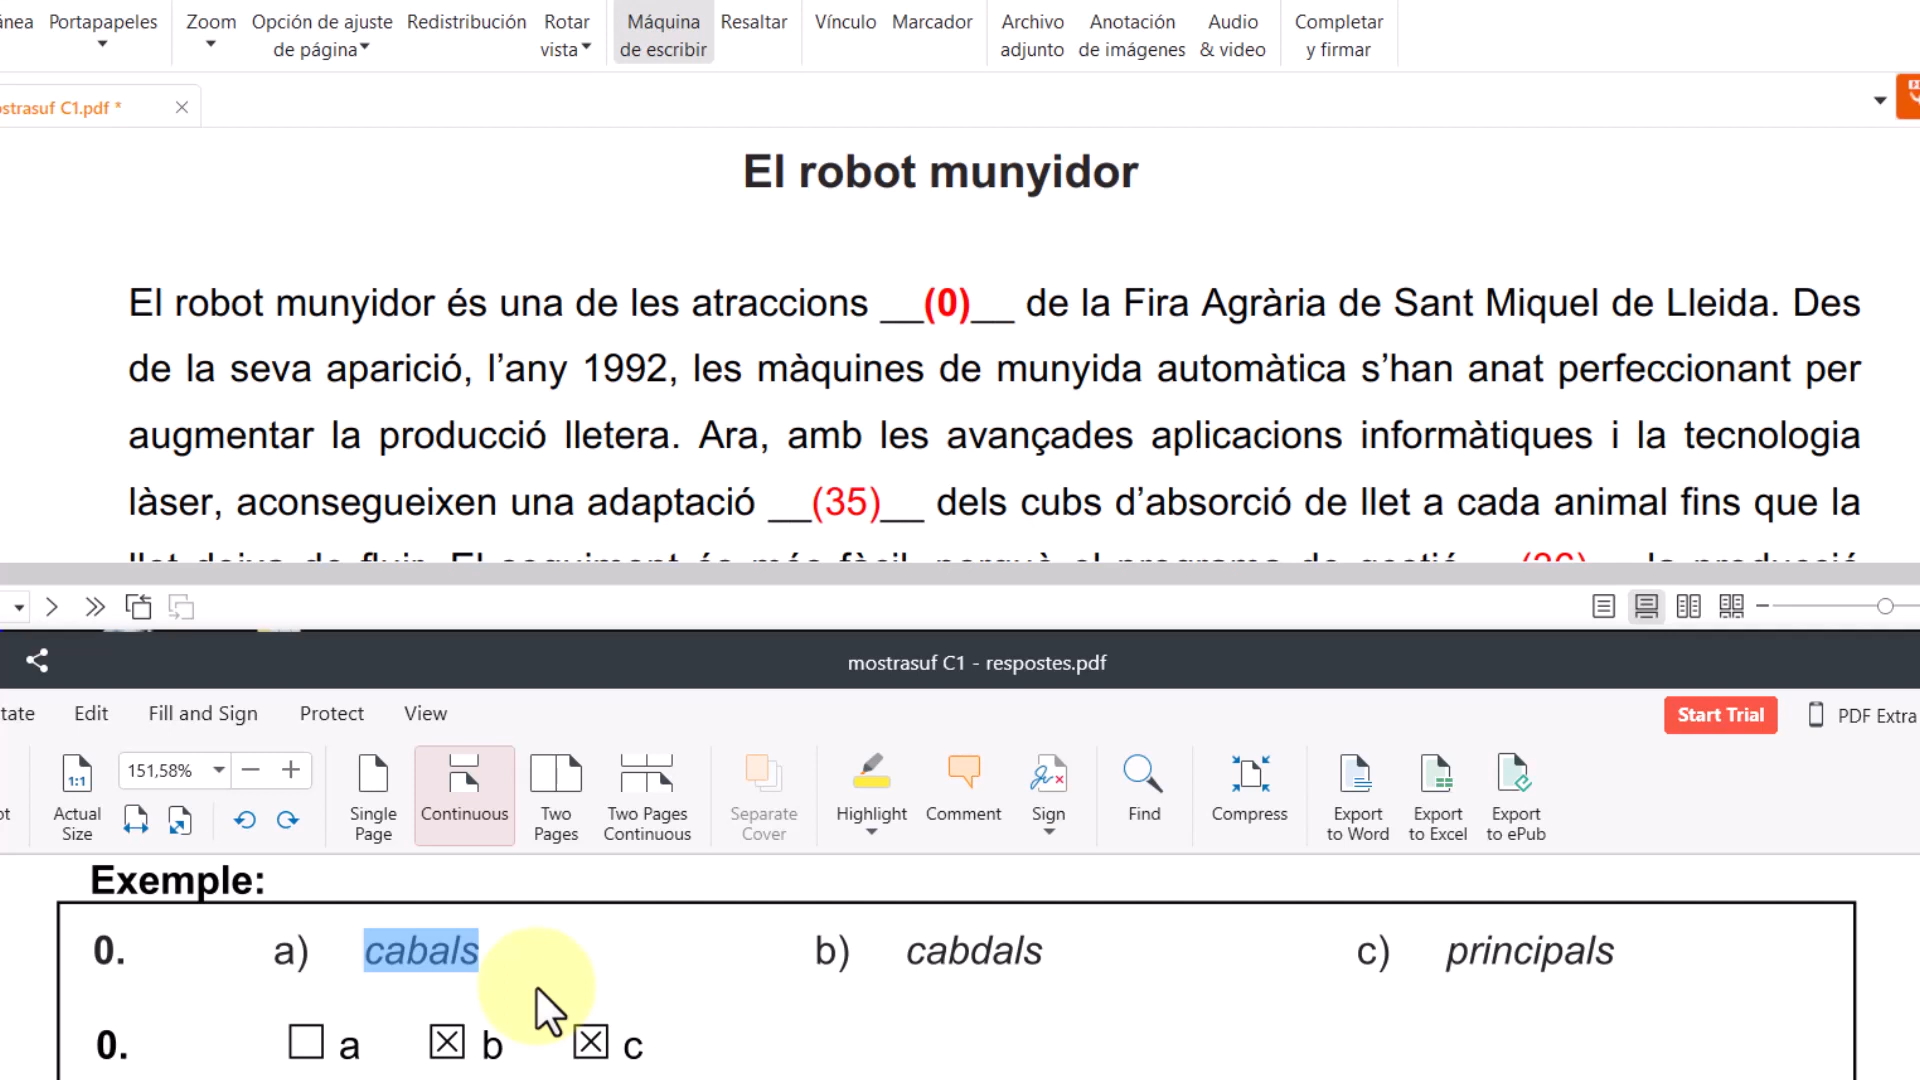 ànea Portapapeles Zoom Opción de ajuste de página Redistribución Rotar vista Máquina de escribir Resaltar Vínculo Marcador Archivo adjunto Anotación de imágenes Audio & video Completar y firmar
ostrasuf C1.pdf *
El robot munyidor
El robot munyidor és una de les atraccions __(0)__ de la Fira Agrària de Sant Miquel de Lleida. Des
de la seva aparició, l’any 1992, les màquines de munyida automàtica s’han anat perfeccionant per
augmentar la producció lletera. Ara, amb les avançades aplicacions informàtiques i la tecnologia
làser, aconsegueixen una adaptació __(35)__ dels cubs d’absorció de llet a cada animal fins que la
mostrasuf C1 - respostes.pdf
tate Edit Fill and Sign Protect View Start Trial PDF Extra
1:1 151,58%
Actual Size Single Page Continuous Two Pages Two Pages Continuous Separate Cover Highlight Comment Sign Find Compress Export to Word Export to Excel Export to ePub
Exemple:
0. a) cabals b) cabdals c) principals
0. a b c